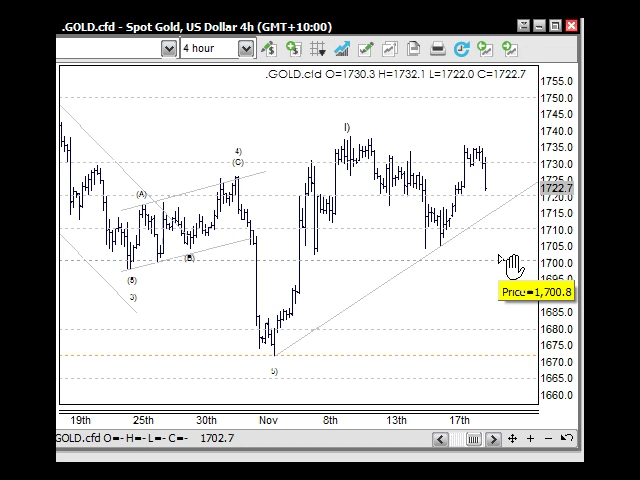 .GOLD.cfd - Spot Gold, US Dollar 4h (GMT+10:00)
4 hour
.GOLD.cfd O=1730.3 H=1732.1 L=1722.0 C=1722.7
1755.0
1750.0
1745.0
1740.0
1735.0
1730.0
1725.0
1722.7
1720.0
1715.0
1710.0
1705.0
1700.0
1695.0
1685.0
1680.0
1675.0
1670.0
1665.0
1660.0
I)
4)
(C)
(A)
(B)
3)
5)
Price=1,700.8
19th 25th 30th Nov 8th 13th 17th
GOLD.cfd O=- H=- L=- C=- 1702.7